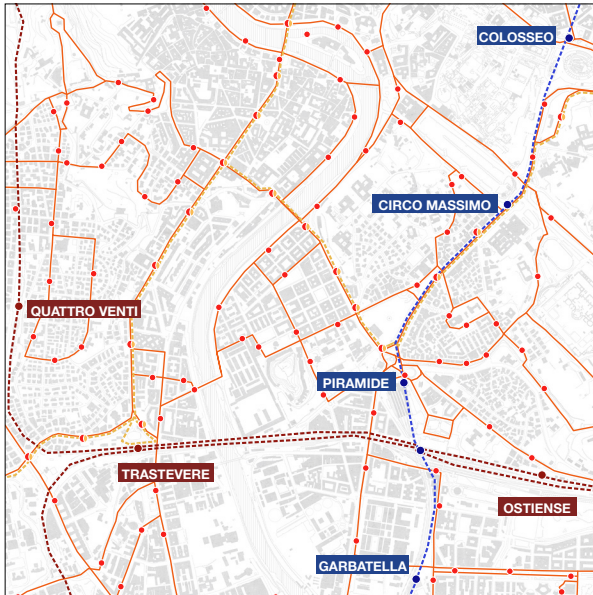 COLOSSEO
CIRCO MASSIMO
QUATTRO VENTI
PIRAMIDE
TRASTEVERE
OSTIENSE
GARBATELLA